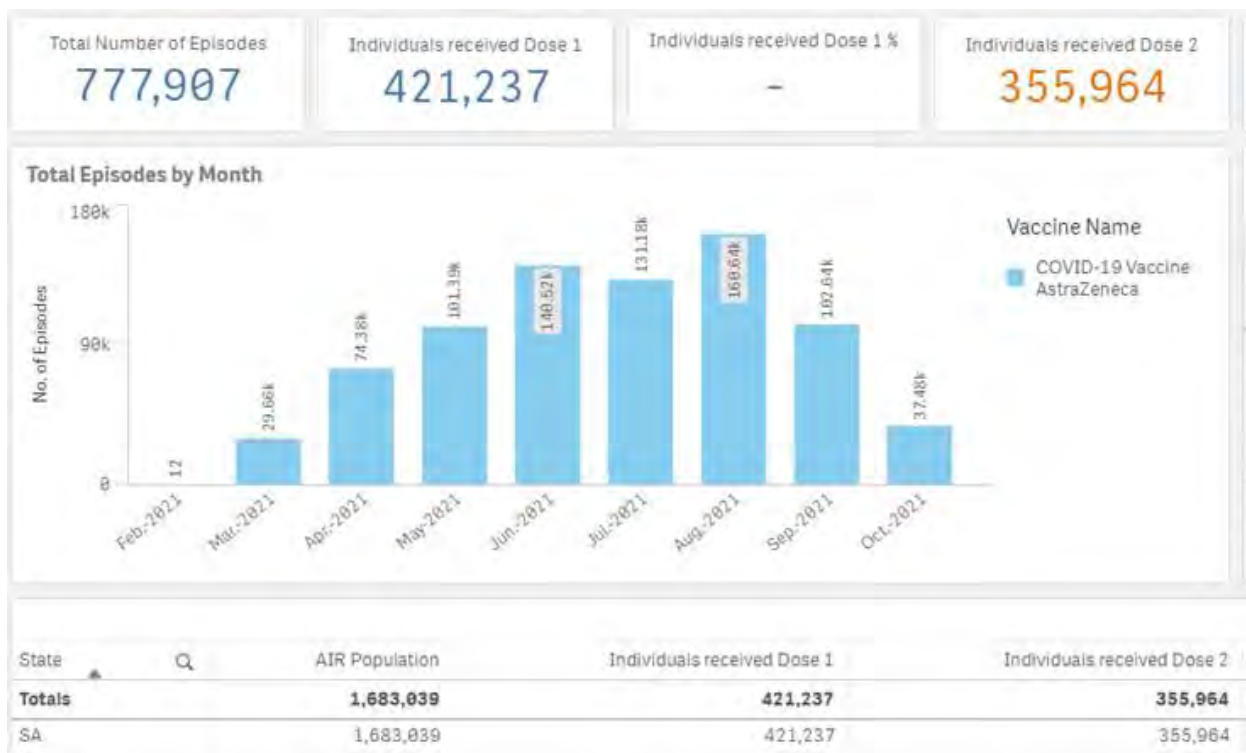 Total Number of Episodes
777,907
Individuals received Dose 1
421,237
Individuals received Dose 1 %
-
Individuals received Dose 2
355,964
Total Episodes by Month
180k
90k
0
No. of Episodes
12
29.66k
74.38k
101.39k
140.52k
131.18k
160.64k
102.64k
37.48k
Feb.-2021
Mar.-2021
Apr.-2021
May-2021
Jun.-2021
Jul.-2021
Aug.-2021
Sep.-2021
Oct.-2021
Vaccine Name
COVID-19 Vaccine
AstraZeneca
State AIR Population Individuals received Dose 1 Individuals received Dose 2
Totals 1,683,039 421,237 355,964
SA 1,683,039 421,237 355,964